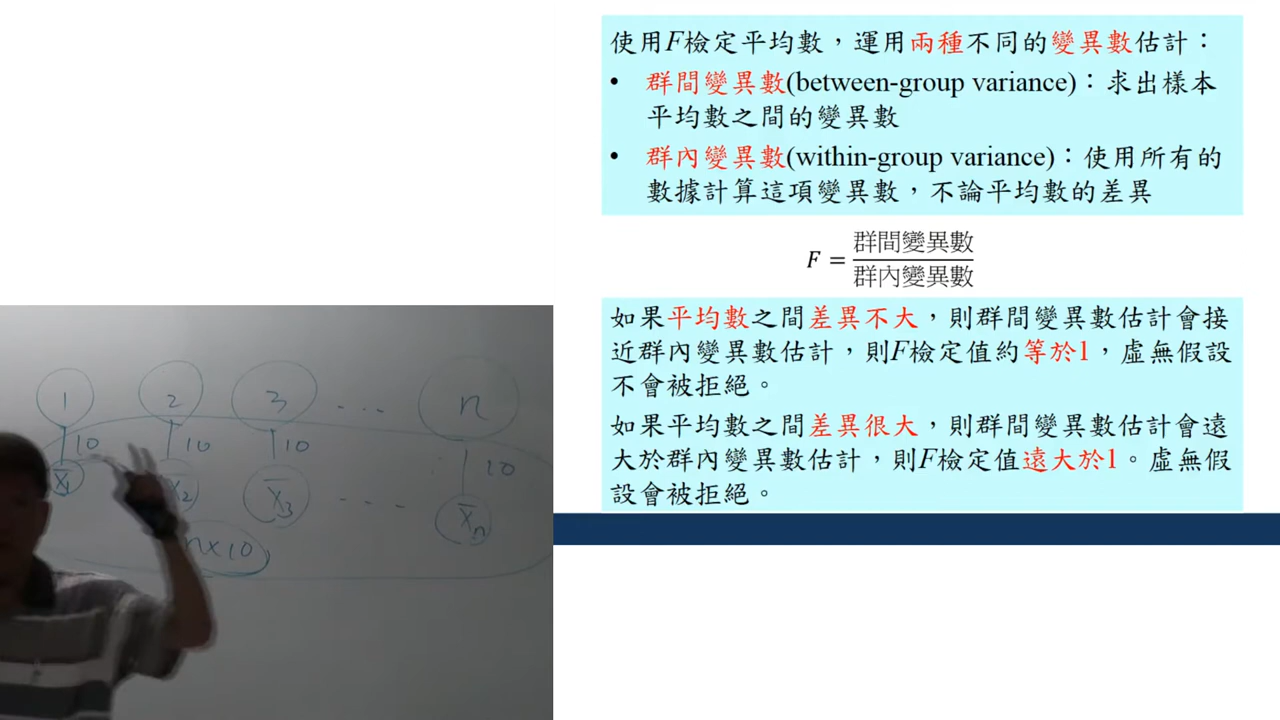 使用F檢定平均數，運用兩種不同的變異數估計：
• 群間變異數(between-group variance)：求出樣本
平均數之間的變異數
• 群內變異數(within-group variance)：使用所有的
數據計算這項變異數，不論平均數的差異
F = 群間變異數
群內變異數
如果平均數之間差異不大，則群間變異數估計會接
近群內變異數估計，則F檢定值約等於1，虛無假設
不會被拒絕。
如果平均數之間差異很大，則群間變異數估計會遠
大於群內變異數估計，則F檢定值遠大於1。虛無假
設會被拒絕。
1 2 3 ... n
10 10 10 10
X̄1 X2 X̄3 ... X̄n
n×10